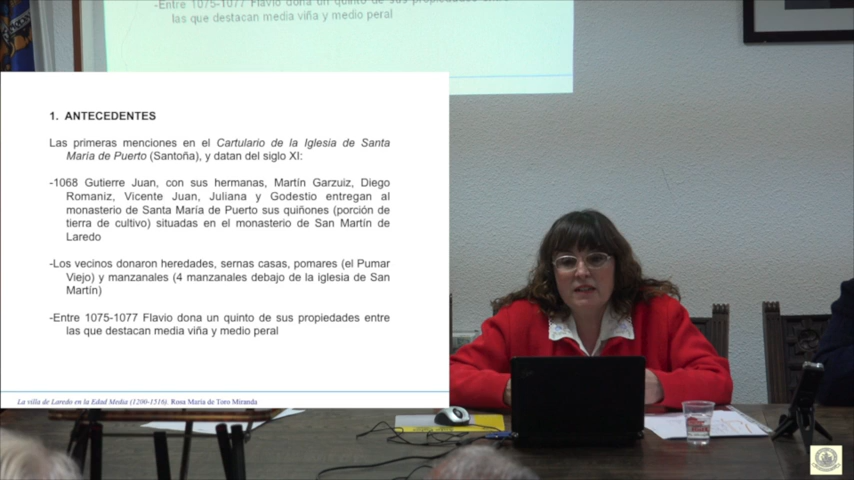 -Entre 1075-1077 Flavio dona un quinto de sus propiedades entre
las que destacan media viña y medio peral
1. ANTECEDENTES
Las primeras menciones en el Cartulario de la Iglesia de Santa
María de Puerto (Santoña), y datan del siglo XI:
-1068 Gutierre Juan, con sus hermanas, Martín Garzuiz, Diego
Romaniz, Vicente Juan, Juliana y Godestio entregan al
monasterio de Santa María de Puerto sus quiñones (porción de
tierra de cultivo) situadas en el monasterio de San Martín de
Laredo
-Los vecinos donaron heredades, sernas casas, pomares (el Pumar
Viejo) y manzanales (4 manzanales debajo de la iglesia de San
Martín)
-Entre 1075-1077 Flavio dona un quinto de sus propiedades entre
las que destacan media viña y medio peral
La villa de Laredo en la Edad Media (1200-1516). Rosa María de Toro Miranda